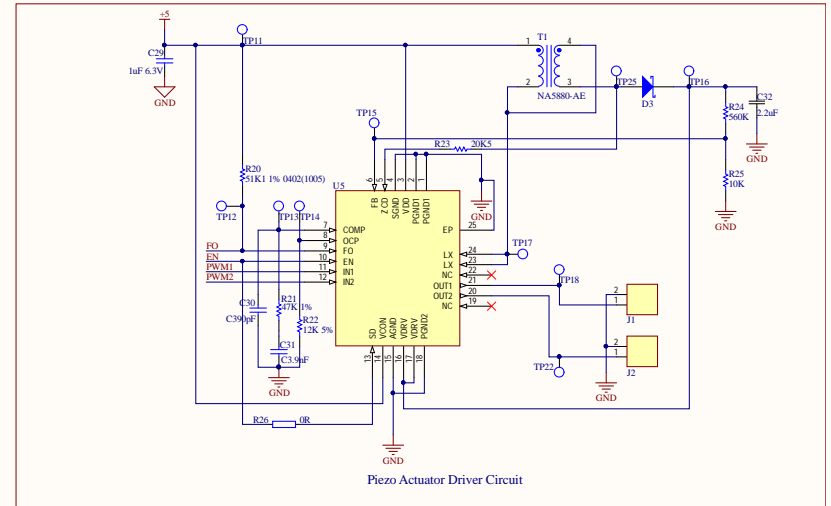 +5
TP11
C29
1uF 6.3V
GND
T1
1
4
2
3
NA5880-AE
TP25
TP16
D3
R24
560K
C32
2.2uF
GND
R25
10K
GND
TP15
R23
20K5
R20
51K1 1% 0402(1005)
U5
6
5
4
3
2
1
FB
ZCD
SGND
VDD
PGND1
PGND1
GND
TP12
TP13
TP14
7
COMP
8
OCP
FO
9
FO
EN
10
EN
PWM1
11
IN1
PWM2
12
IN2
EP
25
LX
24
LX
23
NC
22
OUT1
21
OUT2
20
NC
19
TP17
TP18
C30
C390pF
R21
47K 1%
R22
12K 5%
C31
C3.9nF
GND
SD
VCON
AGND
VDRV
VDRV
PGND2
13
14
15
16
17
18
2
1
J1
2
1
J2
TP22
GND
R26
0R
GND
Piezo Actuator Driver Circuit